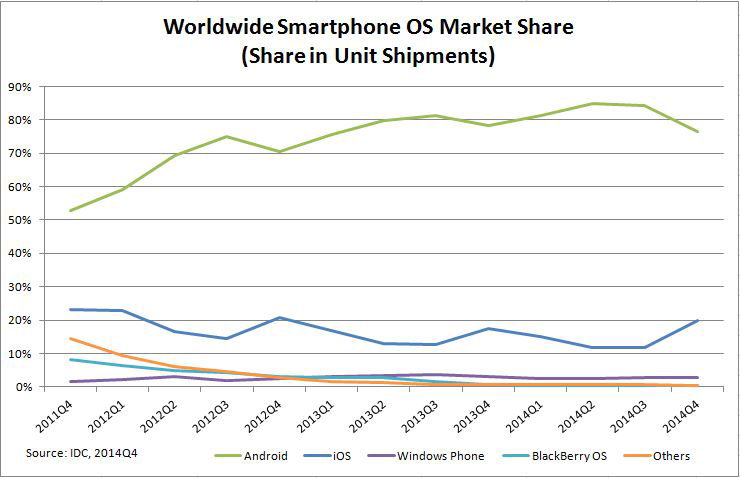 Worldwide Smartphone OS Market Share
(Share in Unit Shipments)
90%
80%
70%
60%
50%
40%
30%
20%
10%
0%
2011Q4
2012Q1
2012Q2
2012Q3
2012Q4
2013Q1
2013Q2
2013Q3
2013Q4
2014Q1
2014Q2
2014Q3
2014Q4
Source: IDC, 2014Q4
Android
iOS
Windows Phone
BlackBerry OS
Others